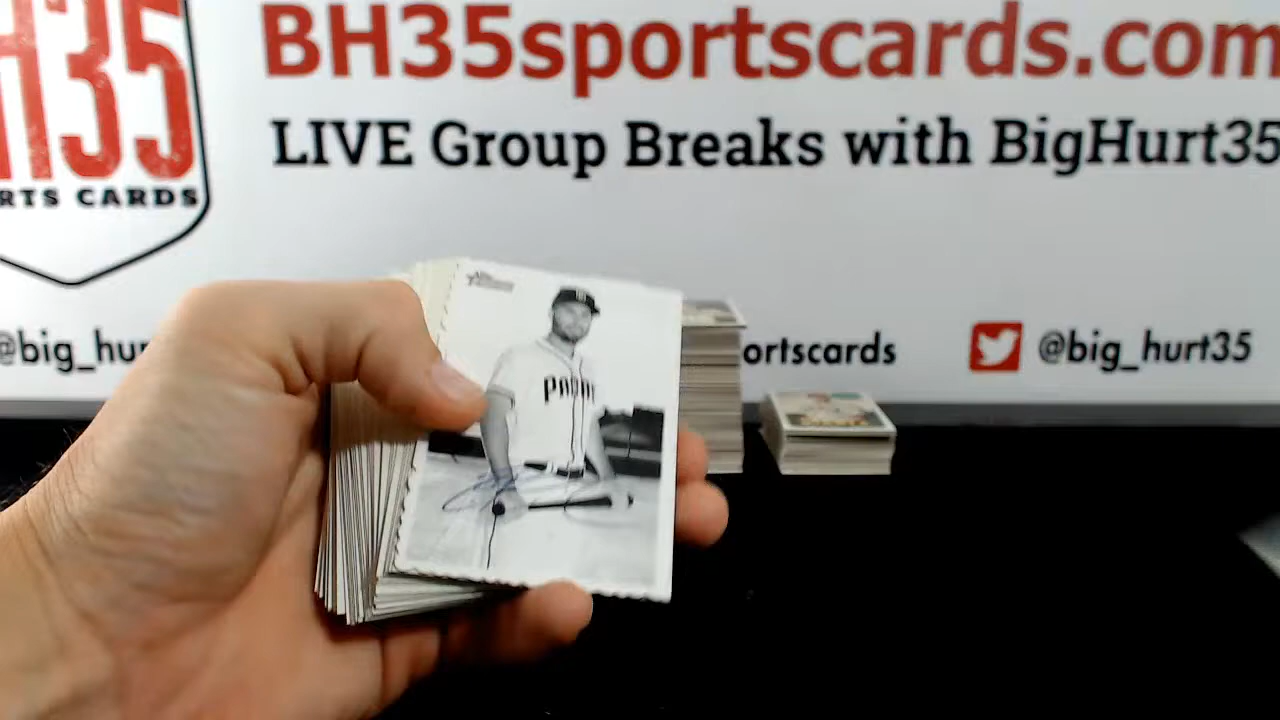 H35
RTS CARDS
BH35sportscards.com
LIVE Group Breaks with BigHurt35
@big_hur
ortscards
@big_hurt35
PADR